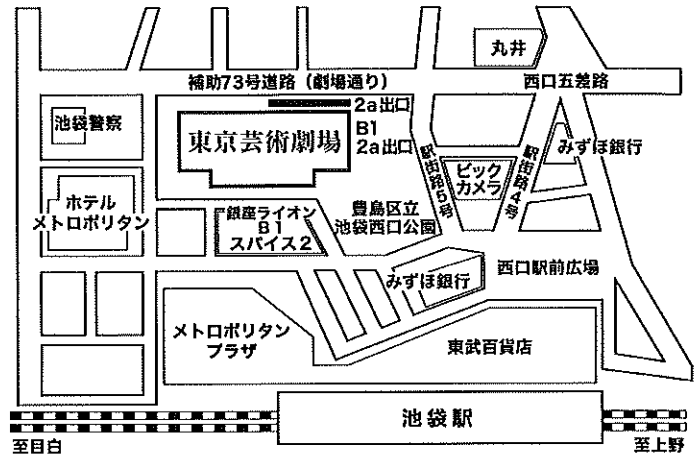 丸井
補助73号道路（劇場通り）
西口五差路
2a出口
池袋警察
東京芸術劇場
B1
2a出口
駅街路5号
ビック
カメラ
駅街路4号
みずほ銀行
ホテル
メトロポリタン
銀座ライオン
B1
スパイス2
豊島区立
池袋西口公園
みずほ銀行
西口駅前広場
メトロポリタン
プラザ
東武百貨店
池袋駅
至目白
至上野